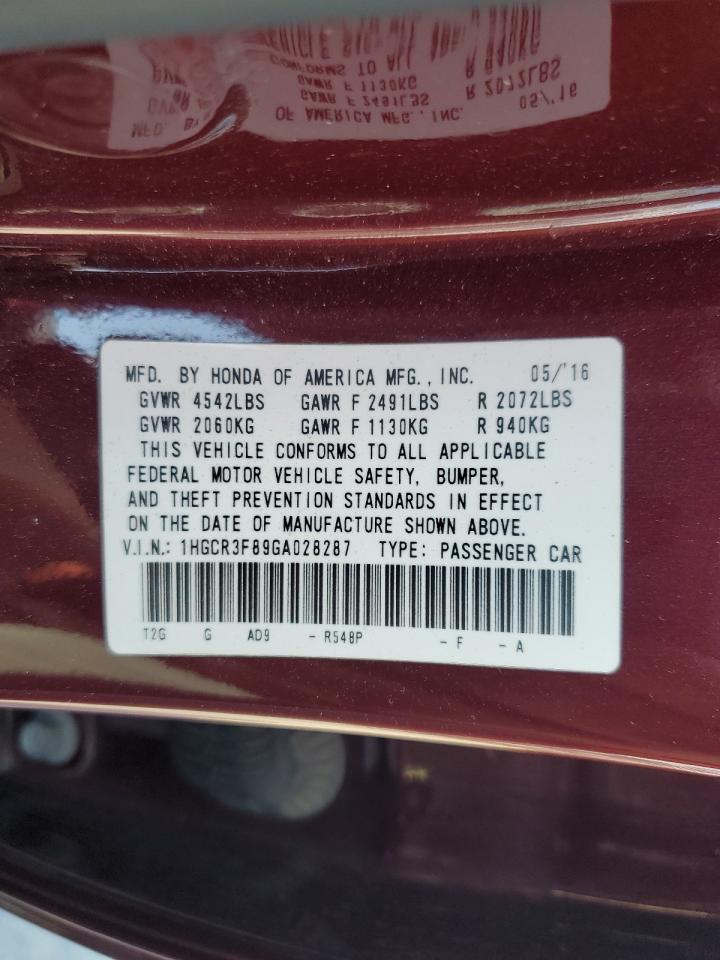 MFD. BY HONDA OF AMERICA MFG., INC. 05/'16
GVWR 4542LBS GAWR F 2491LBS R 2072LBS
GVWR 2060KG GAWR F 1130KG R 940KG
THIS VEHICLE CONFORMS TO ALL APPLICABLE
FEDERAL MOTOR VEHICLE SAFETY, BUMPER,
AND THEFT PREVENTION STANDARDS IN EFFECT
ON THE DATE OF MANUFACTURE SHOWN ABOVE.
V.I.N.: 1HGCR3F89GA028287 TYPE: PASSENGER CAR
T2G G AD9 - R548P - F - A